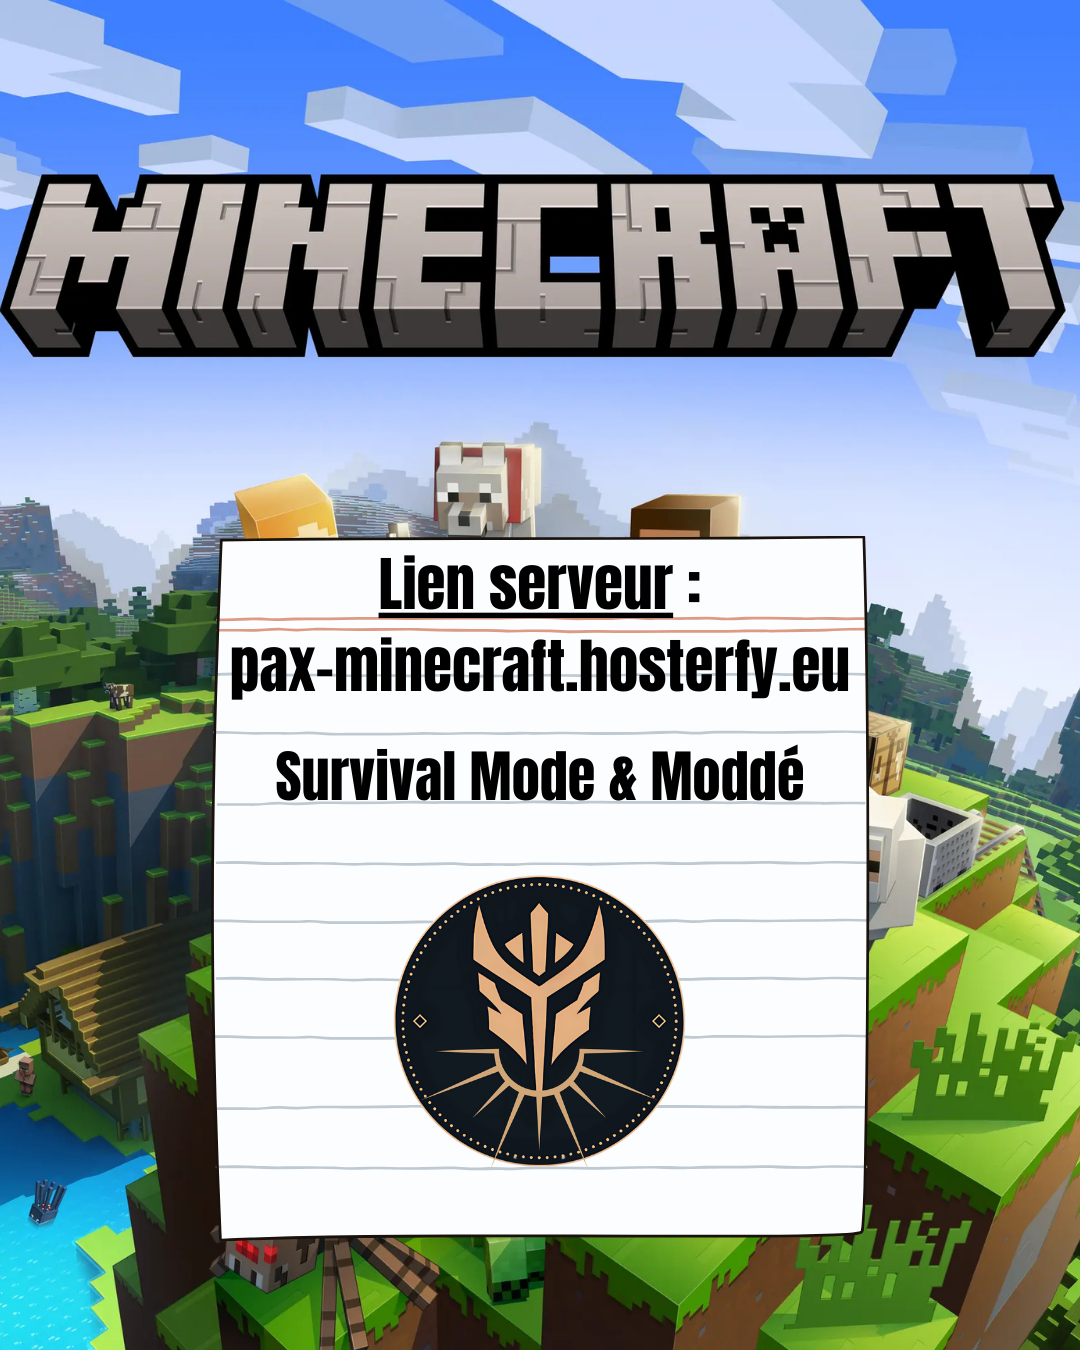 MINECRAFT
Lien serveur :
pax-minecraft.hosterfy.eu
Survival Mode & Moddé